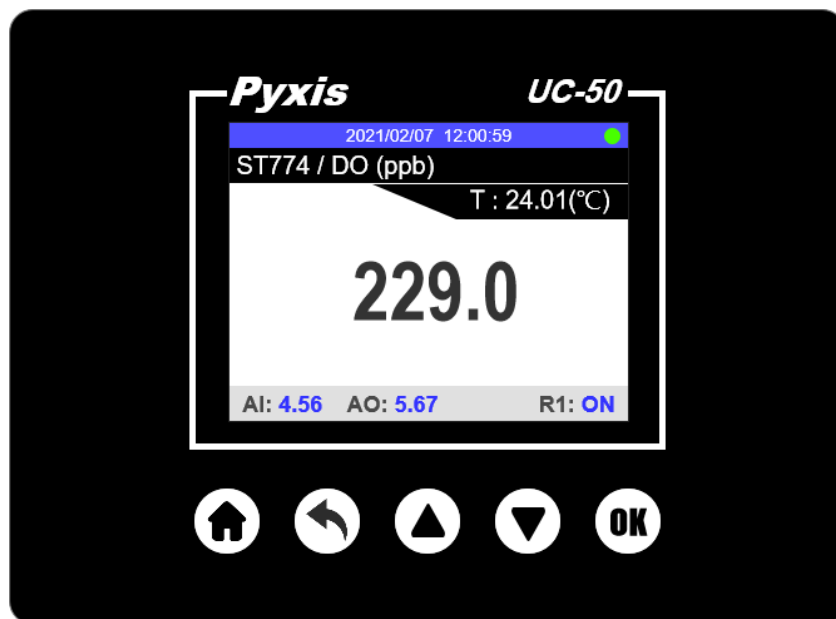 Pyxis UC-50
2021/02/07 12:00:59
ST774 / DO (ppb)
T : 24.01(℃)
229.0
AI: 4.56 AO: 5.67 R1: ON
OK